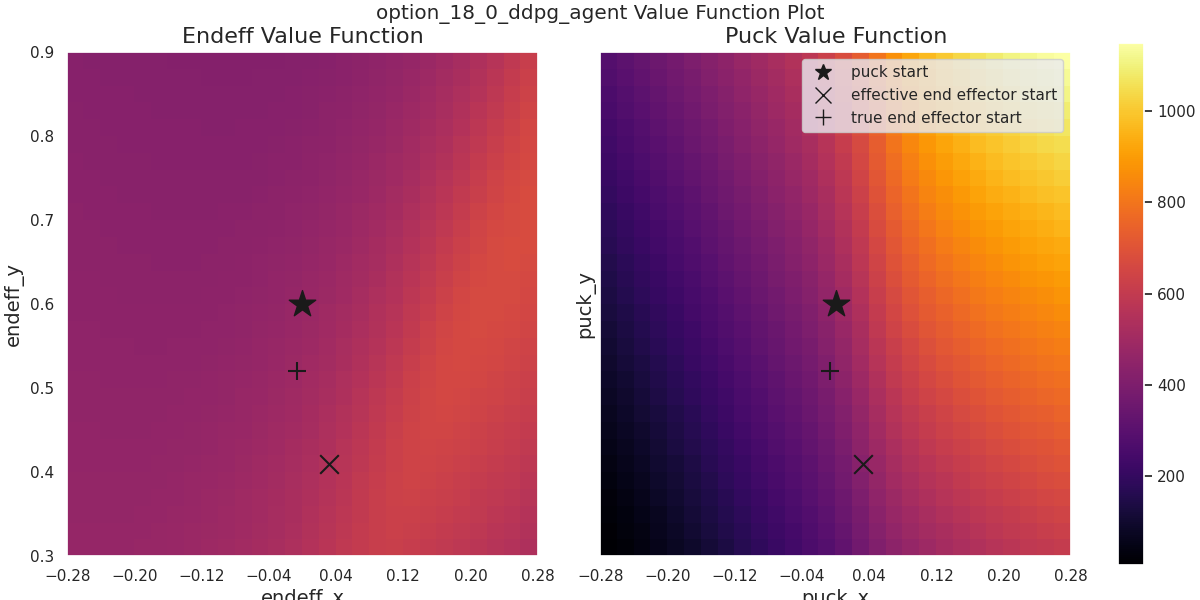 option_18_0_ddpg_agent Value Function Plot
Endeff Value Function
Puck Value Function
0.9
0.8
0.7
0.6
0.5
0.4
0.3
endeff_y
−0.28 −0.20 −0.12 −0.04 0.04 0.12 0.20 0.28
endeff_x
puck start
effective end effector start
true end effector start
puck_y
−0.28 −0.20 −0.12 −0.04 0.04 0.12 0.20 0.28
puck_x
1000
800
600
400
200